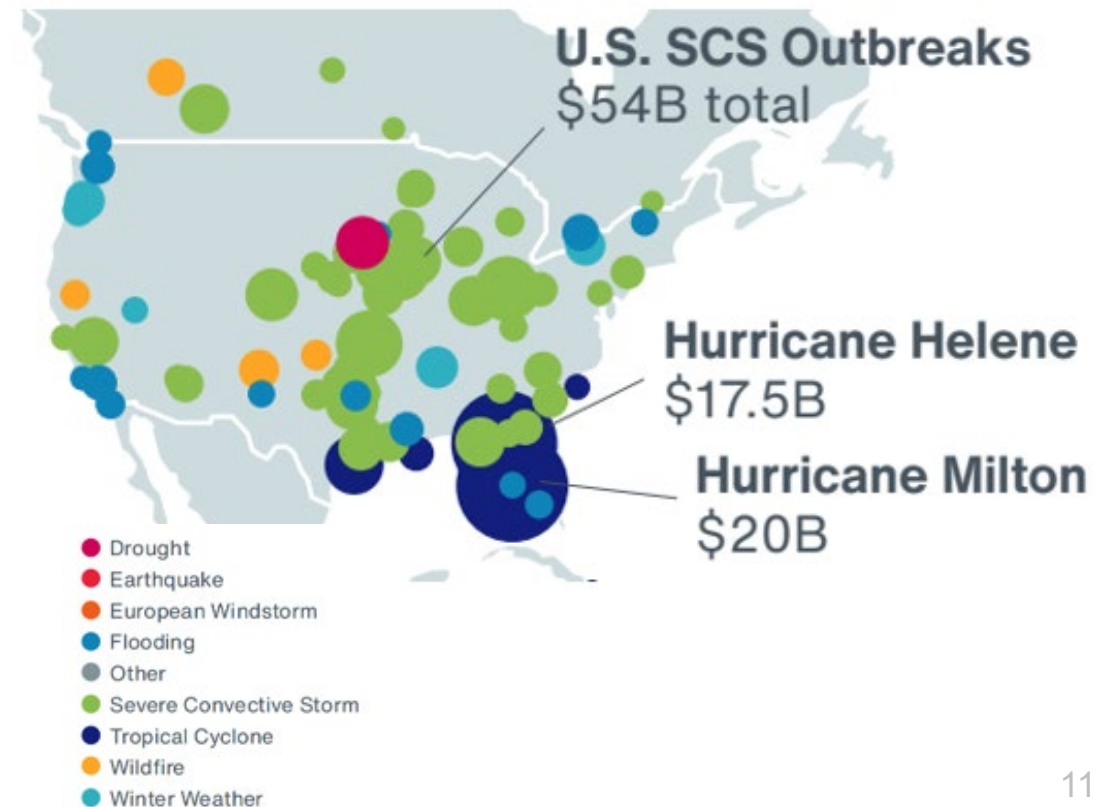 U.S. SCS Outbreaks
$54B total
Hurricane Helene
$17.5B
Hurricane Milton
$20B
Drought
Earthquake
European Windstorm
Flooding
Other
Severe Convective Storm
Tropical Cyclone
Wildfire
Winter Weather
11